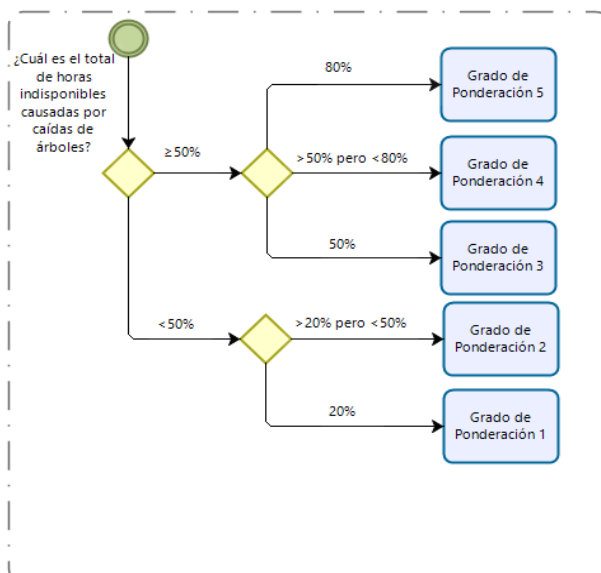 ¿Cuál es el total
de horas
indisponibles
causadas por
caídas de
árboles?
≥50%
80%
Grado de
Ponderación 5
>50% pero <80%
Grado de
Ponderación 4
50%
Grado de
Ponderación 3
<50%
>20% pero <50%
Grado de
Ponderación 2
20%
Grado de
Ponderación 1